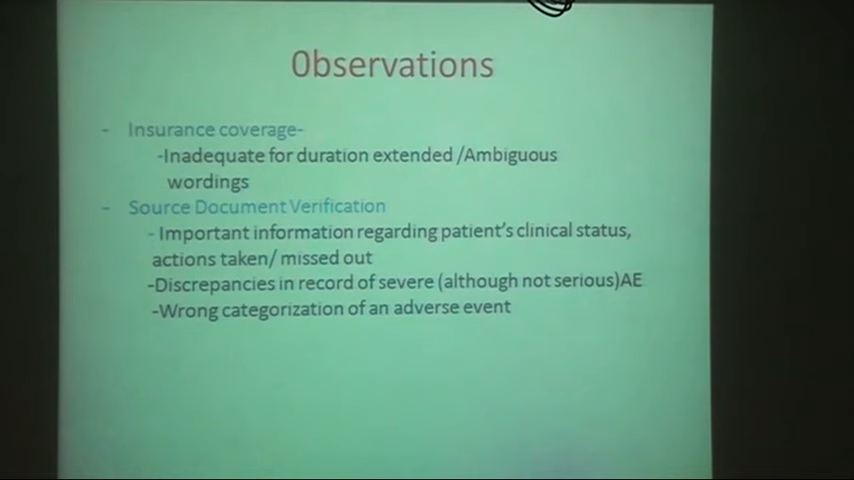 Observations
- Insurance coverage-
-Inadequate for duration extended /Ambiguous
wordings
- Source Document Verification
- Important information regarding patient's clinical status,
actions taken/ missed out
-Discrepancies in record of severe (although not serious)AE
-Wrong categorization of an adverse event